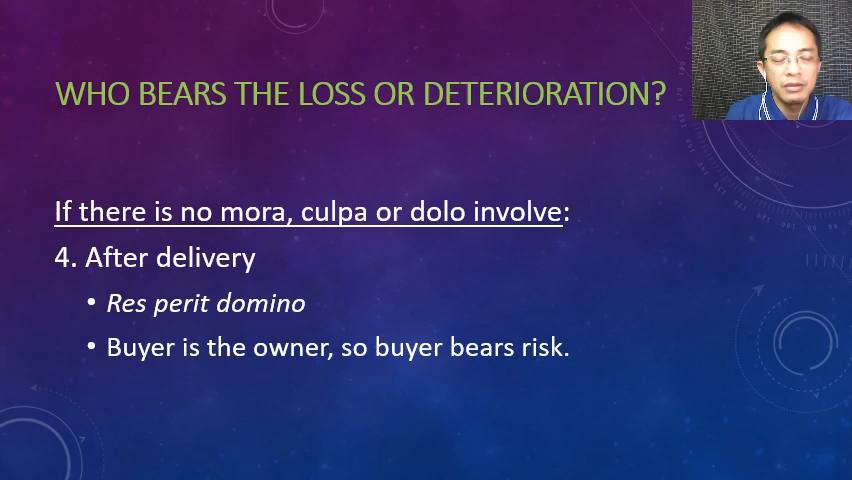 WHO BEARS THE LOSS OR DETERIORATION?
If there is no mora, culpa or dolo involve:
4. After delivery
• Res perit domino
• Buyer is the owner, so buyer bears risk.